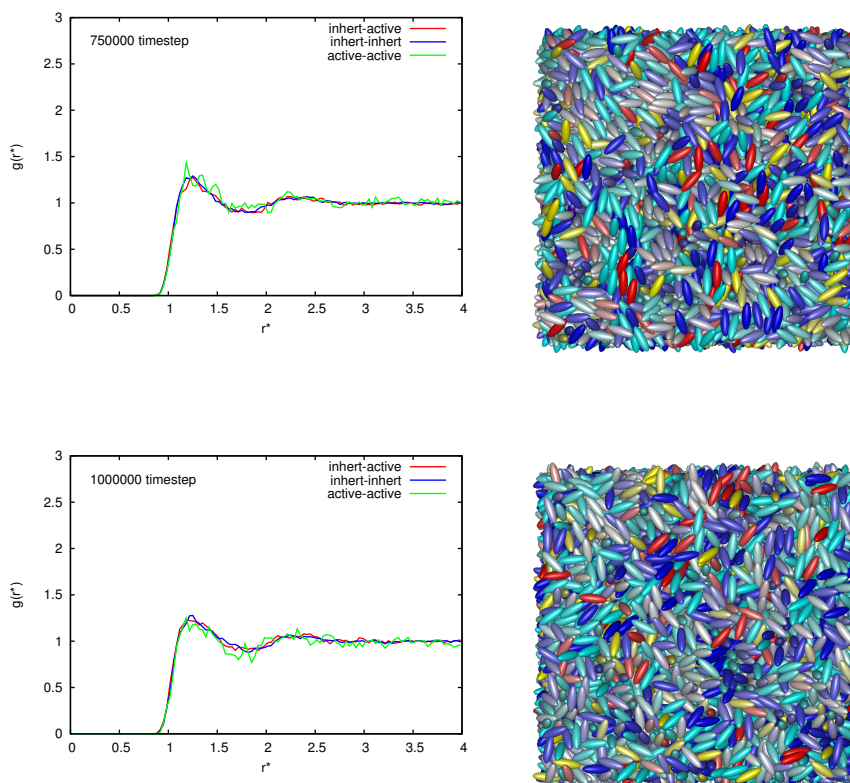 3
2.5
2
1.5
1
0.5
0
g(r*)
750000 timestep
inhert-active
inhert-inhert
active-active
0 0.5 1 1.5 2 2.5 3 3.5 4
r*
3
2.5
2
1.5
1
0.5
0
g(r*)
1000000 timestep
inhert-active
inhert-inhert
active-active
0 0.5 1 1.5 2 2.5 3 3.5 4
r*